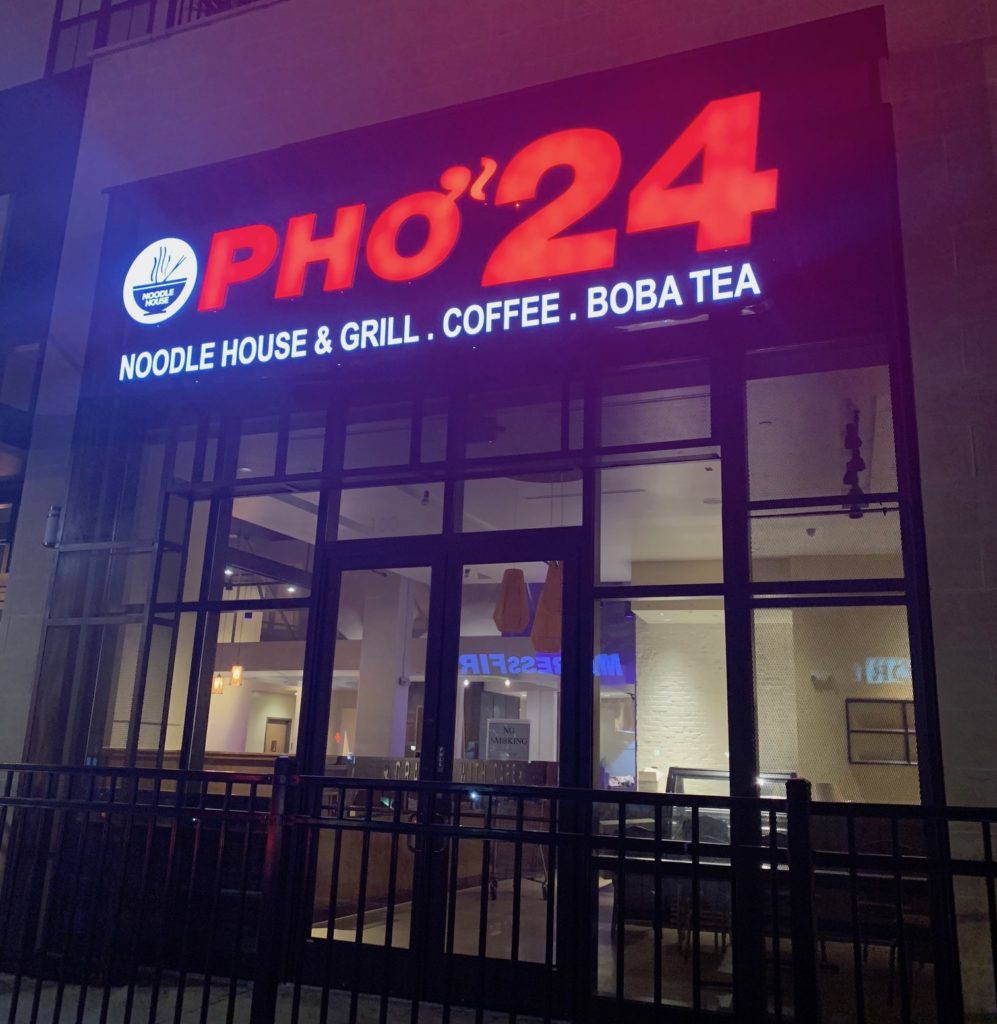 PHỞ 24
NOODLE
HOUSE
NOODLE HOUSE & GRILL . COFFEE . BOBA TEA
NO
SMOKING